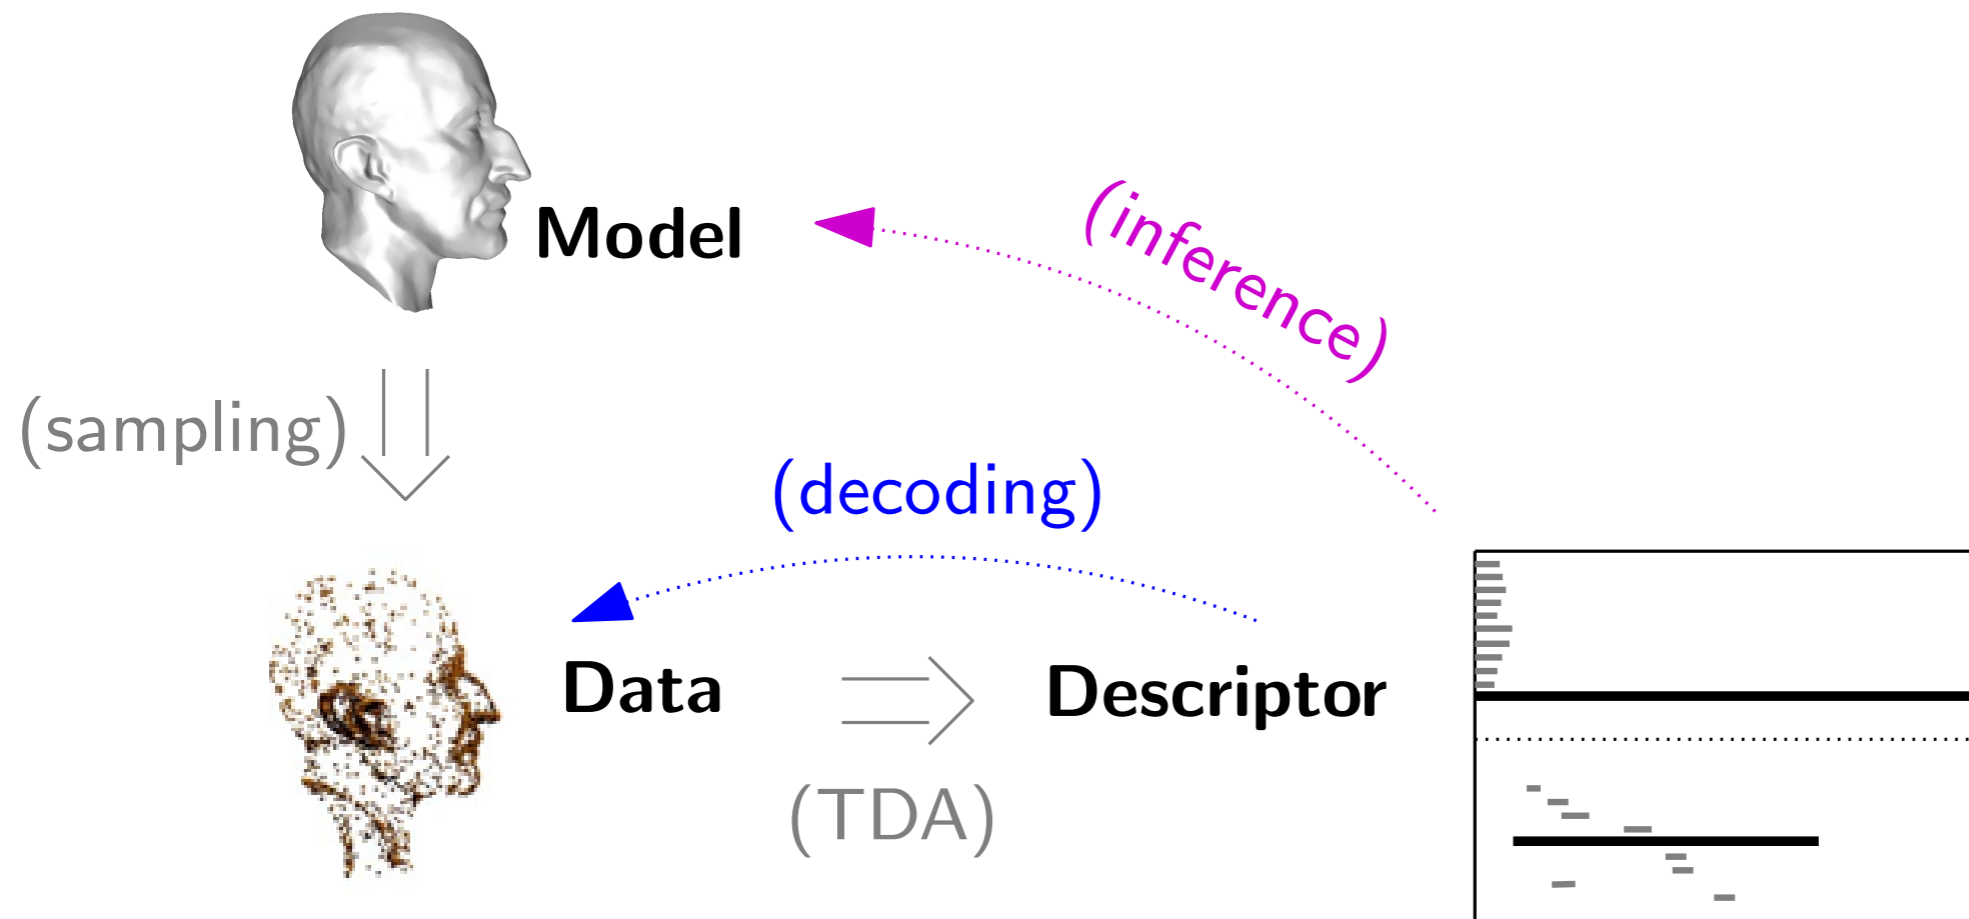 (inference)
Model
(sampling)
(decoding)
Data
Descriptor
(TDA)